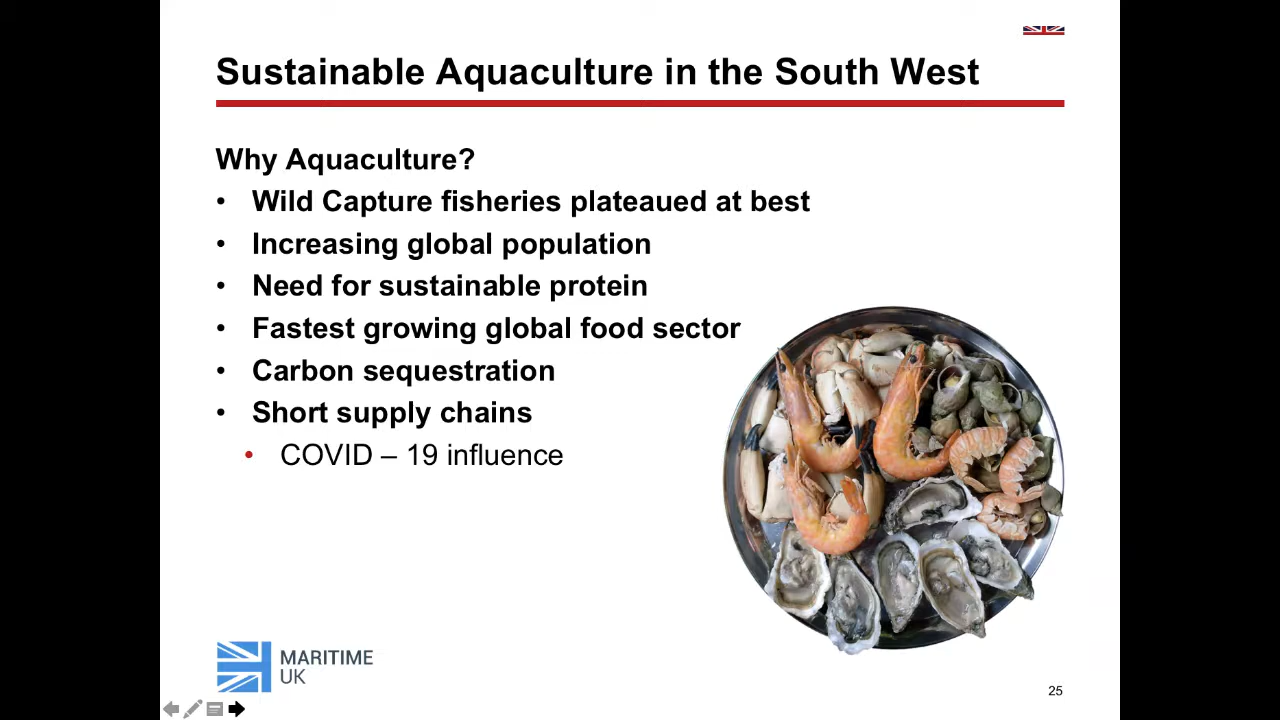 Sustainable Aquaculture in the South West
Why Aquaculture?
• Wild Capture fisheries plateaued at best
• Increasing global population
• Need for sustainable protein
• Fastest growing global food sector
• Carbon sequestration
• Short supply chains
• COVID – 19 influence
MARITIME
UK
25